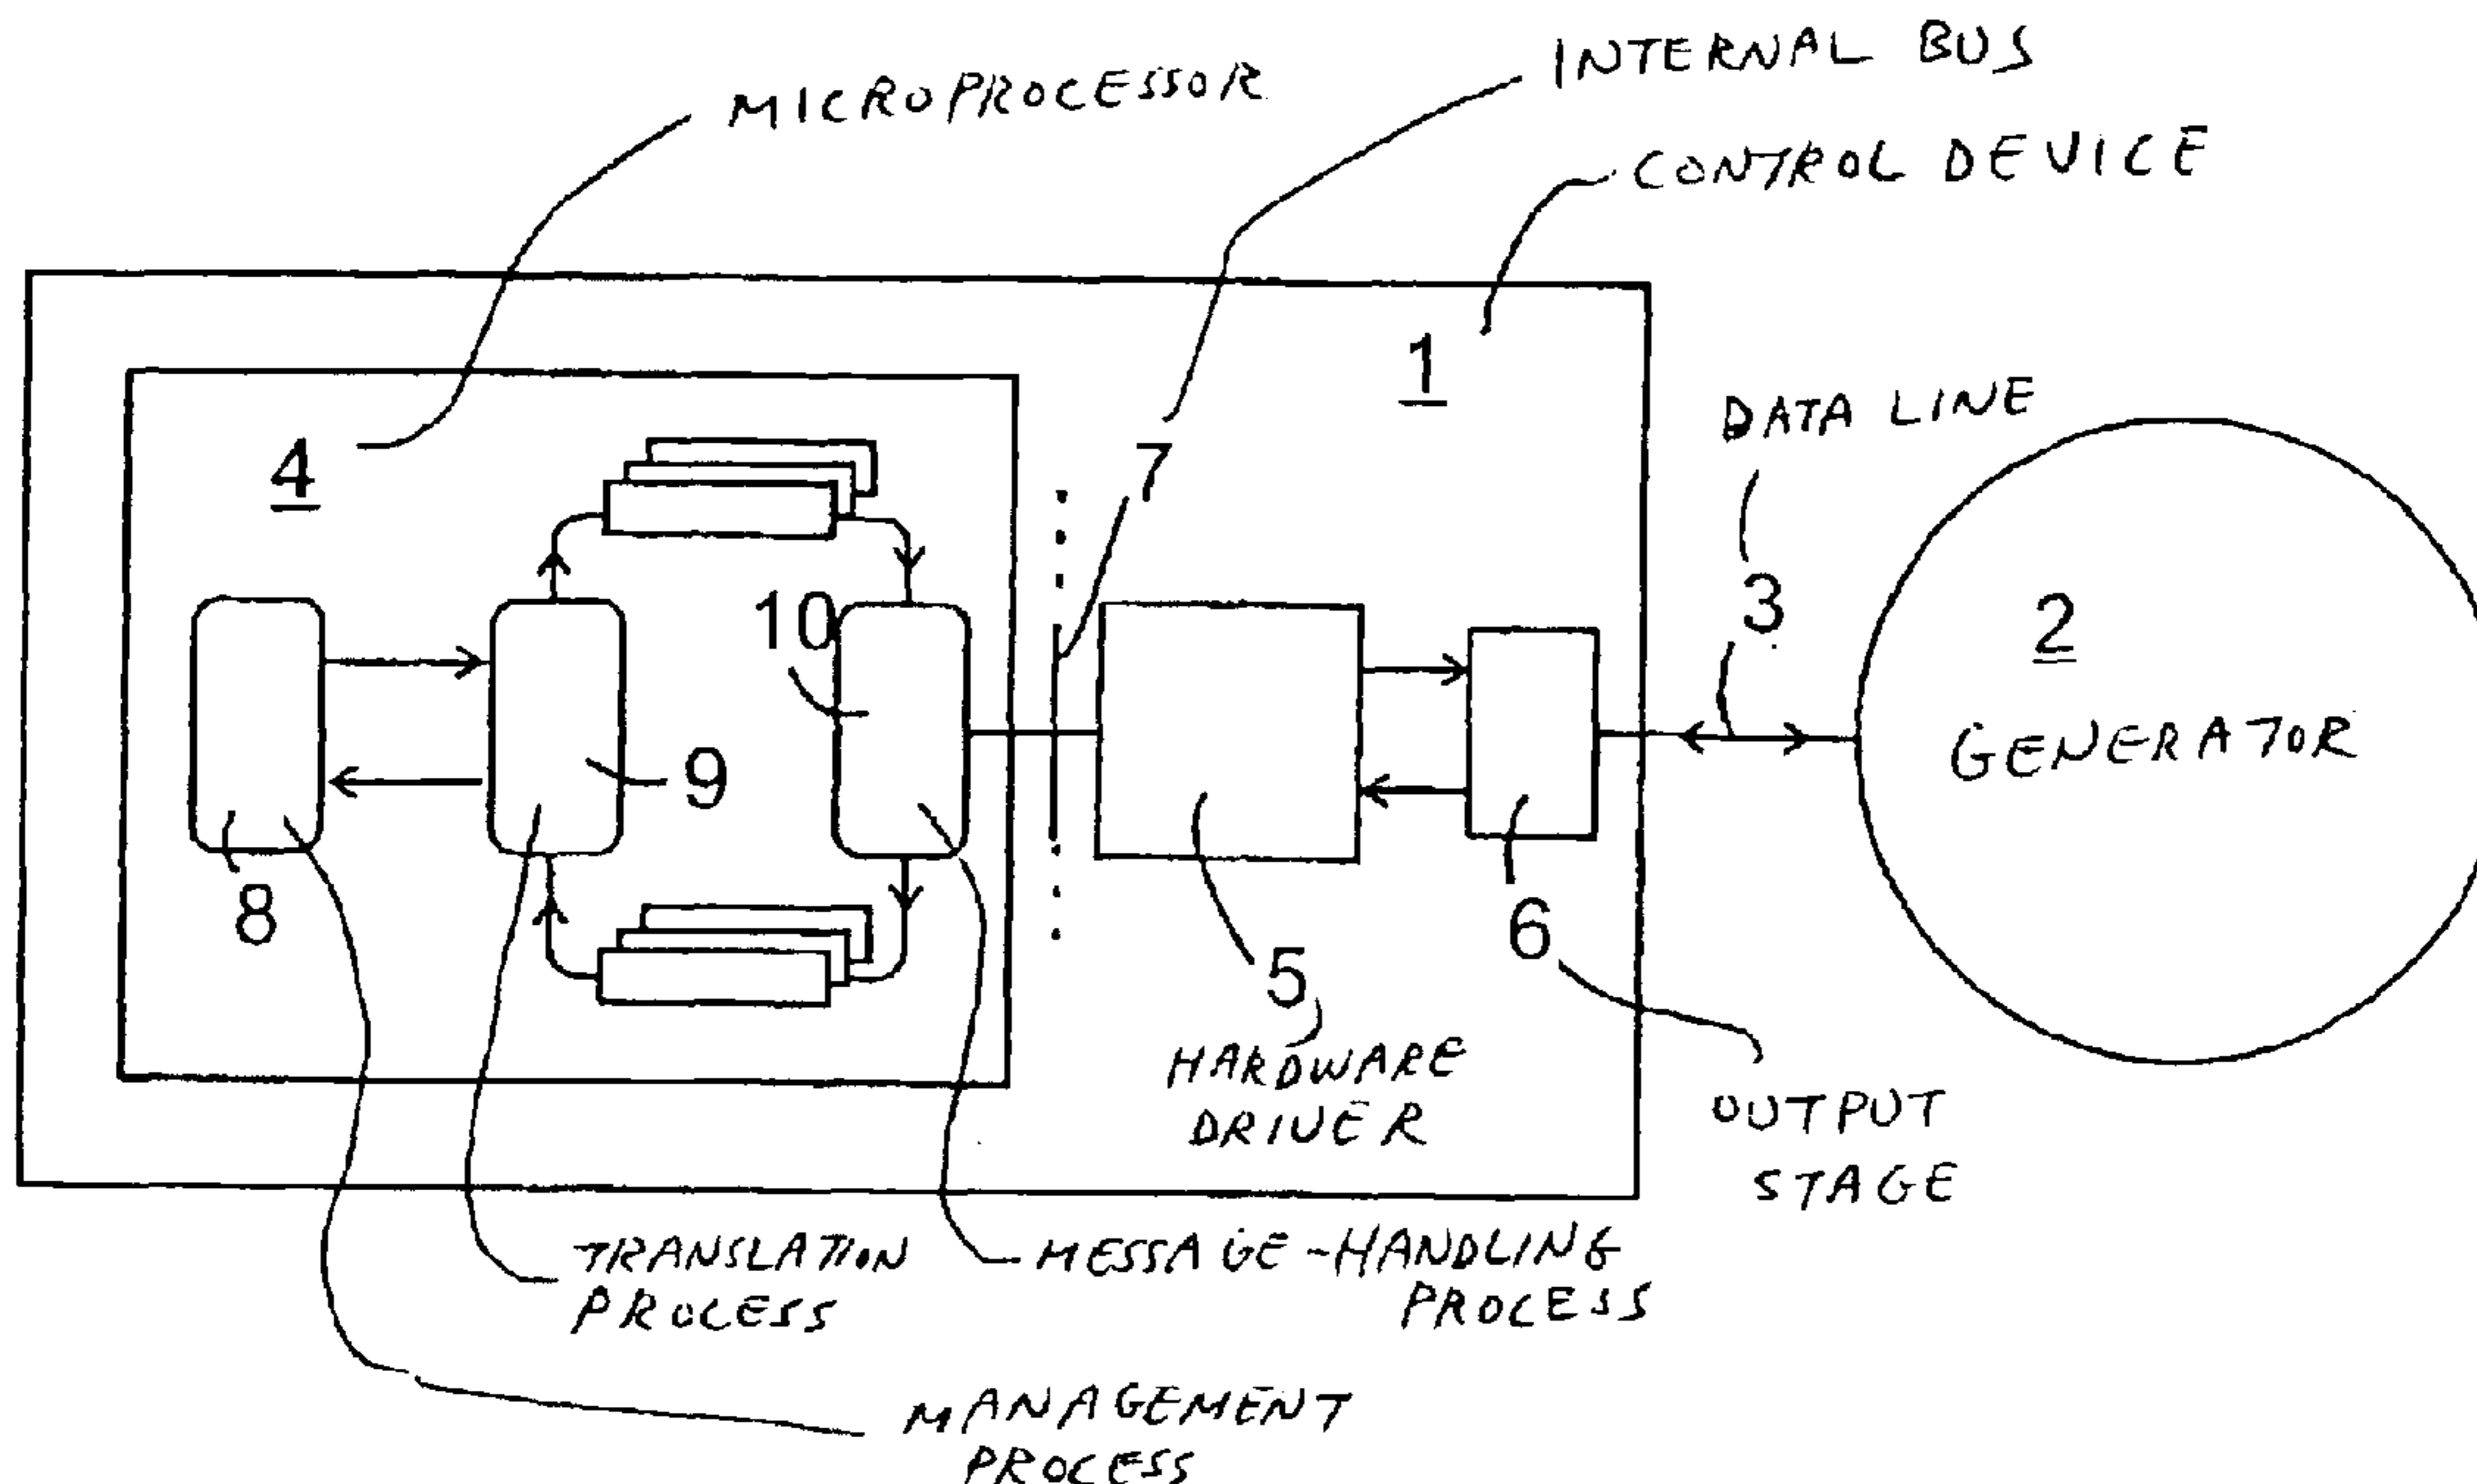 MICROPROCESSOR
INTERNAL BUS
CONTROL DEVICE
1
DATA LINE
4
7
3
2
10
GENERATOR
9
8
6
5
HARDWARE
DRIVER
OUTPUT
STAGE
TRANSLATION
PROCESS
MESSAGE-HANDLING
PROCESS
MANAGEMENT
PROCESS